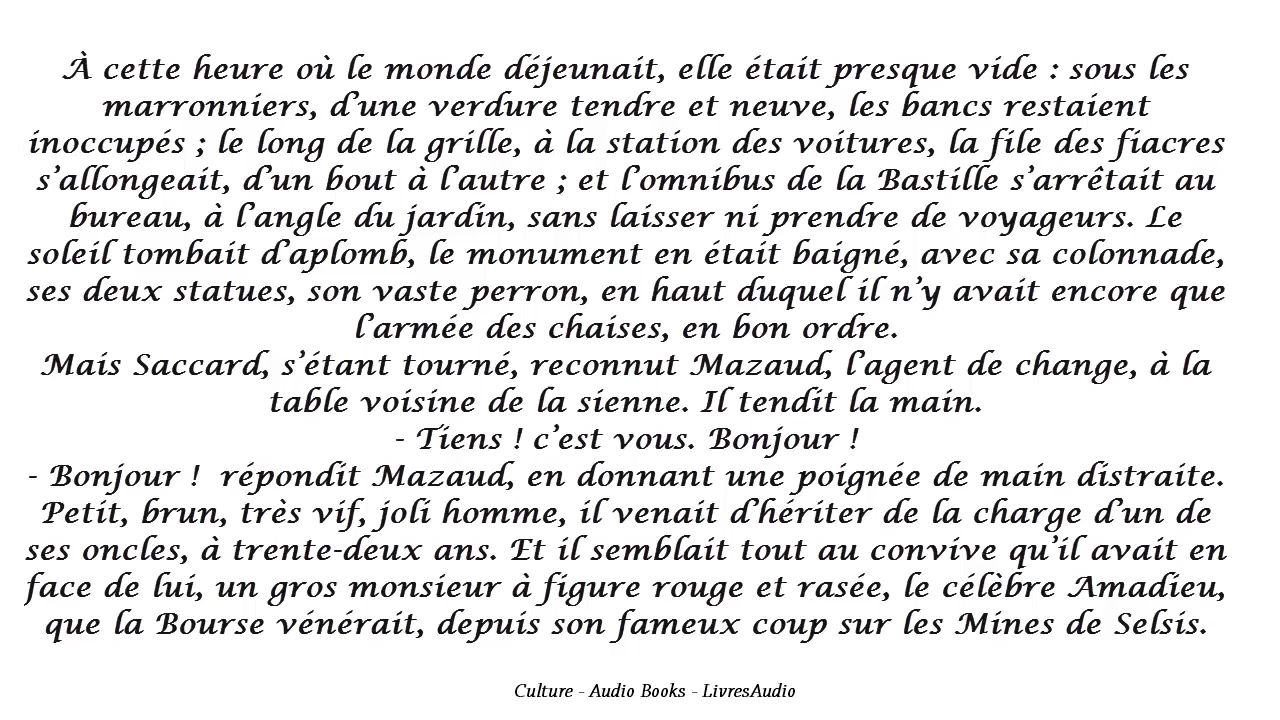 À cette heure où le monde déjeunait, elle était presque vide : sous les
marronniers, d’une verdure tendre et neuve, les bancs restaient
inoccupés ; le long de la grille, à la station des voitures, la file des fiacres
s’allongeait, d’un bout à l’autre ; et l’omnibus de la Bastille s’arrêtait au
bureau, à l’angle du jardin, sans laisser ni prendre de voyageurs. Le
soleil tombait d’aplomb, le monument en était baigné, avec sa colonnade,
ses deux statues, son vaste perron, en haut duquel il n’y avait encore que
l’armée des chaises, en bon ordre.
Mais Saccard, s’étant tourné, reconnut Mazaud, l’agent de change, à la
table voisine de la sienne. Il tendit la main.
- Tiens ! c’est vous. Bonjour !
- Bonjour !  répondit Mazaud, en donnant une poignée de main distraite.
Petit, brun, très vif, joli homme, il venait d’hériter de la charge d’un de
ses oncles, à trente-deux ans. Et il semblait tout au convive qu’il avait en
face de lui, un gros monsieur à figure rouge et rasée, le célèbre Amadieu,
que la Bourse vénérait, depuis son fameux coup sur les Mines de Selsis.
Culture - Audio Books - LivresAudio